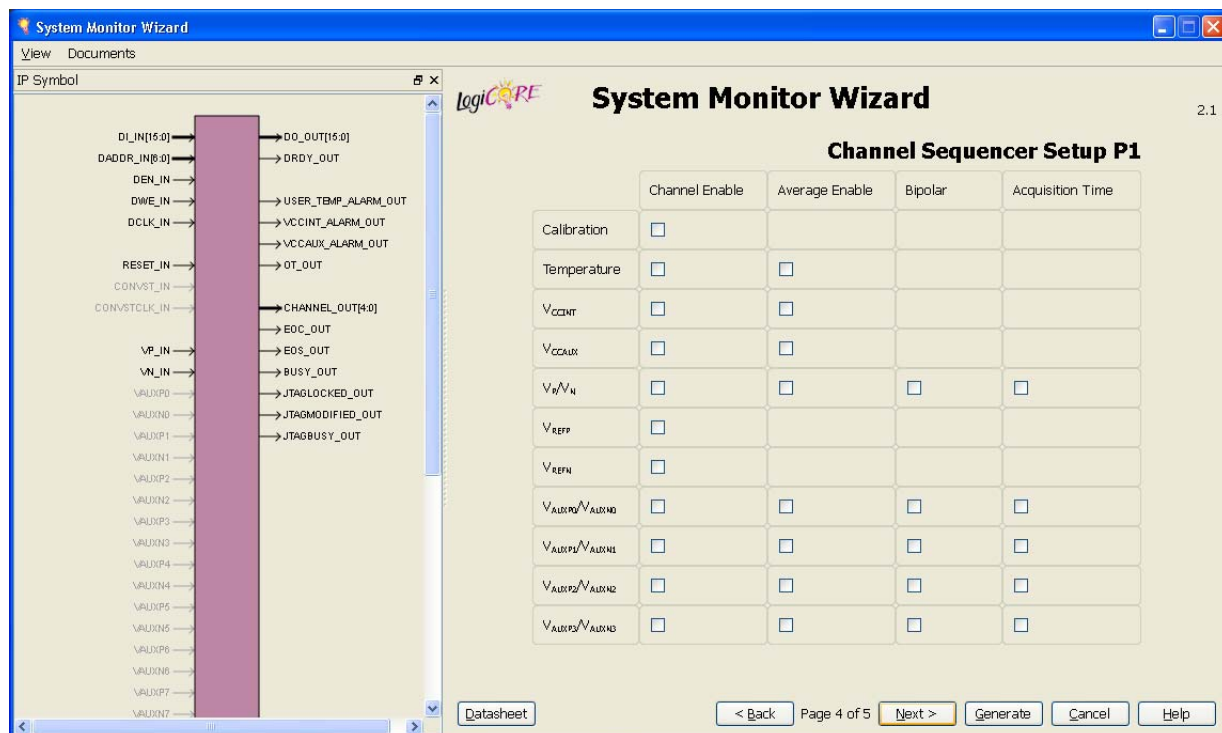 System Monitor Wizard
View Documents
IP Symbol
DI_IN[15:0] DO_OUT[15:0]
DADDR_IN[6:0] DRDY_OUT
DEN_IN
DWE_IN USER_TEMP_ALARM_OUT
DCLK_IN VCCINT_ALARM_OUT
VCCAUX_ALARM_OUT
RESET_IN OT_OUT
CONVST_IN
CONVSTCLK_IN CHANNEL_OUT[4:0]
EOC_OUT
VP_IN EOS_OUT
VN_IN BUSY_OUT
VAUXP0 JTAGLOCKED_OUT
VAUXN0 JTAGMODIFIED_OUT
VAUXP1 JTAGBUSY_OUT
VAUXN1
VAUXP2
VAUXN2
VAUXP3
VAUXN3
VAUXP4
VAUXN4
VAUXP5
VAUXN5
VAUXP6
VAUXN6
VAUXP7
VAUXN7
LogiCORE System Monitor Wizard 2.1
Channel Sequencer Setup P1
Channel Enable Average Enable Bipolar Acquisition Time
Calibration
Temperature
VCCINT
VCCAUX
VP/VN
VREFP
VREFN
VAUXP0/VAUXN0
VAUXP1/VAUXN1
VAUXP2/VAUXN2
VAUXP3/VAUXN3
Datasheet < Back Page 4 of 5 Next > Generate Cancel Help